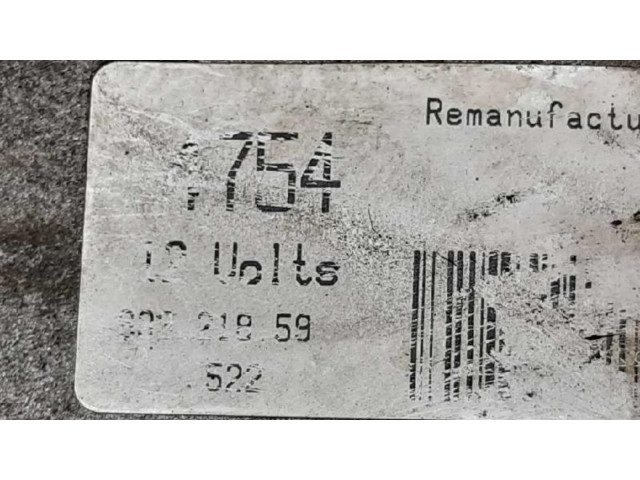 Remanufactu
754
12 Volts
.218.59
.522